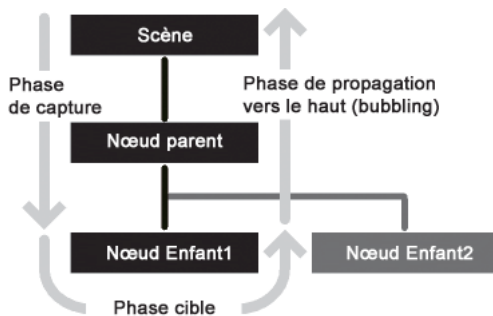 Scène
Phase
de capture
Phase de propagation
vers le haut (bubbling)
Nœud parent
Nœud Enfant1
Nœud Enfant2
Phase cible